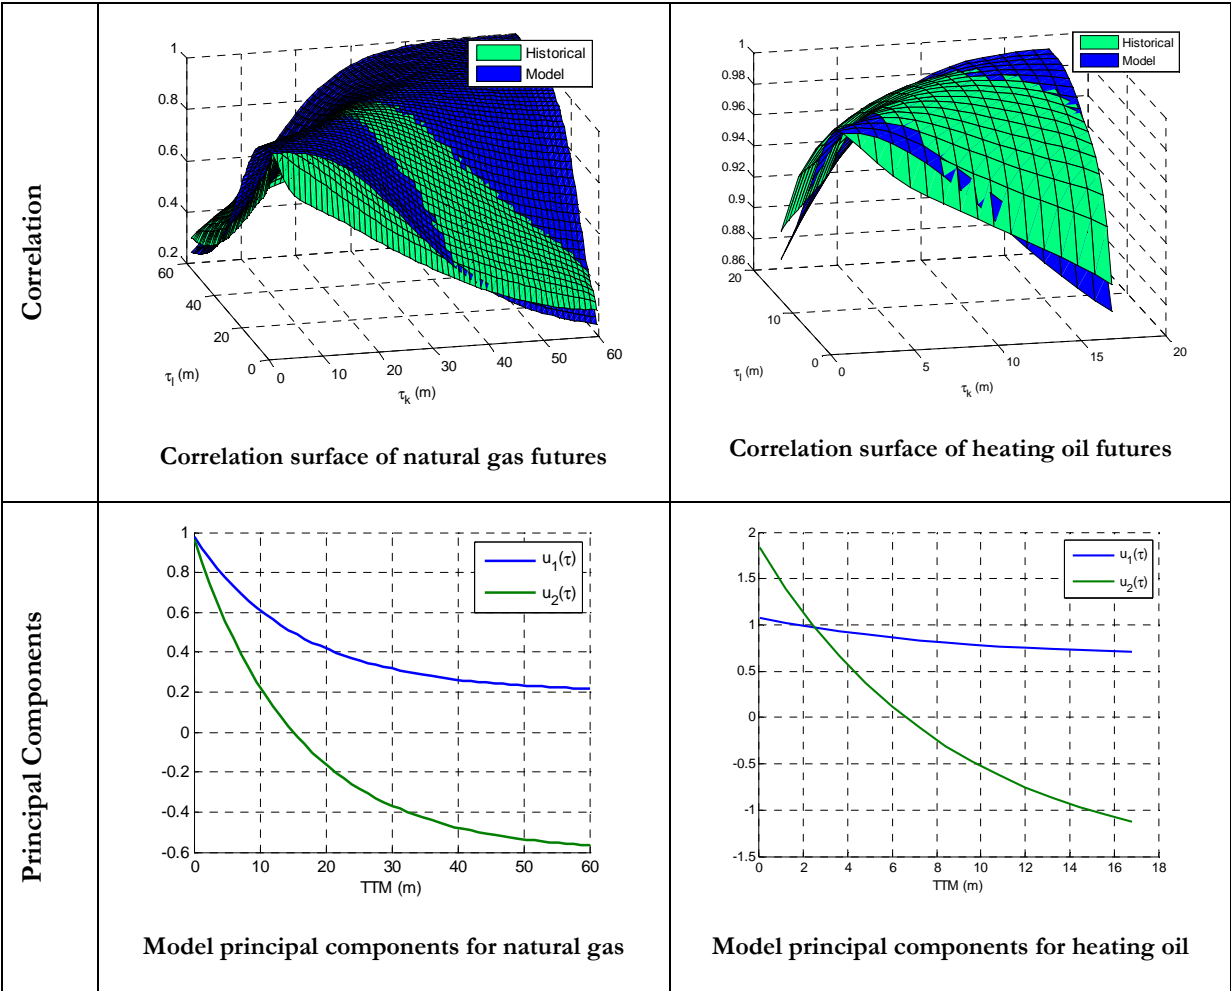 Correlation
1
0.8
0.6
0.4
0.2
60
40
20
0
0
10
20
30
40
50
60
τl (m)
τk (m)
Historical
Model
Correlation surface of natural gas futures
1
0.98
0.96
0.94
0.92
0.9
0.88
0.86
20
10
0
0
5
10
15
20
τl (m)
τk (m)
Historical
Model
Correlation surface of heating oil futures
Principal Components
1
0.8
0.6
0.4
0.2
0
-0.2
-0.4
-0.6
0 10 20 30 40 50 60
TTM (m)
u1(τ)
u2(τ)
Model principal components for natural gas
2
1.5
1
0.5
0
-0.5
-1
-1.5
0 2 4 6 8 10 12 14 16 18
TTM (m)
u1(τ)
u2(τ)
Model principal components for heating oil